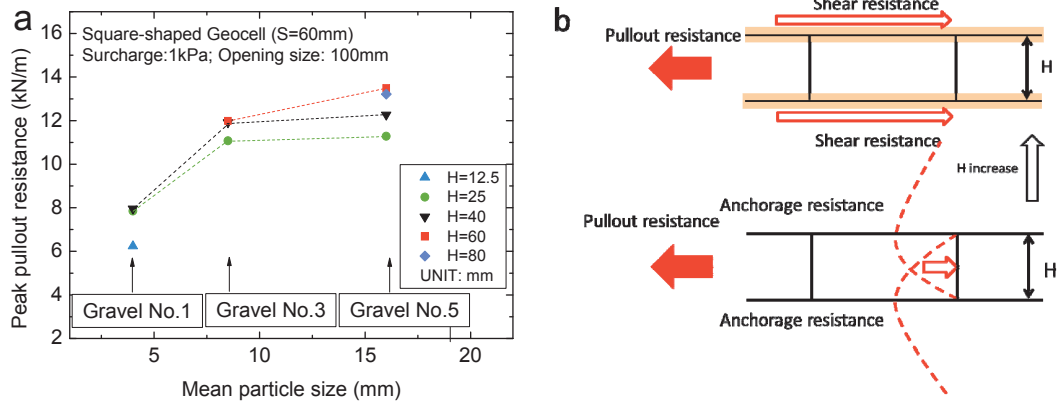 a
16
14
12
10
8
6
4
2
Peak pullout resistance (kN/m)
Square-shaped Geocell (S=60mm)
Surcharge:1kPa; Opening size: 100mm
H=12.5
H=25
H=40
H=60
H=80
UNIT: mm
Gravel No.1
Gravel No.3
Gravel No.5
5
10
15
20
Mean particle size (mm)
b
Shear resistance
Pullout resistance
H
Shear resistance
H increase
Anchorage resistance
Pullout resistance
H
Anchorage resistance